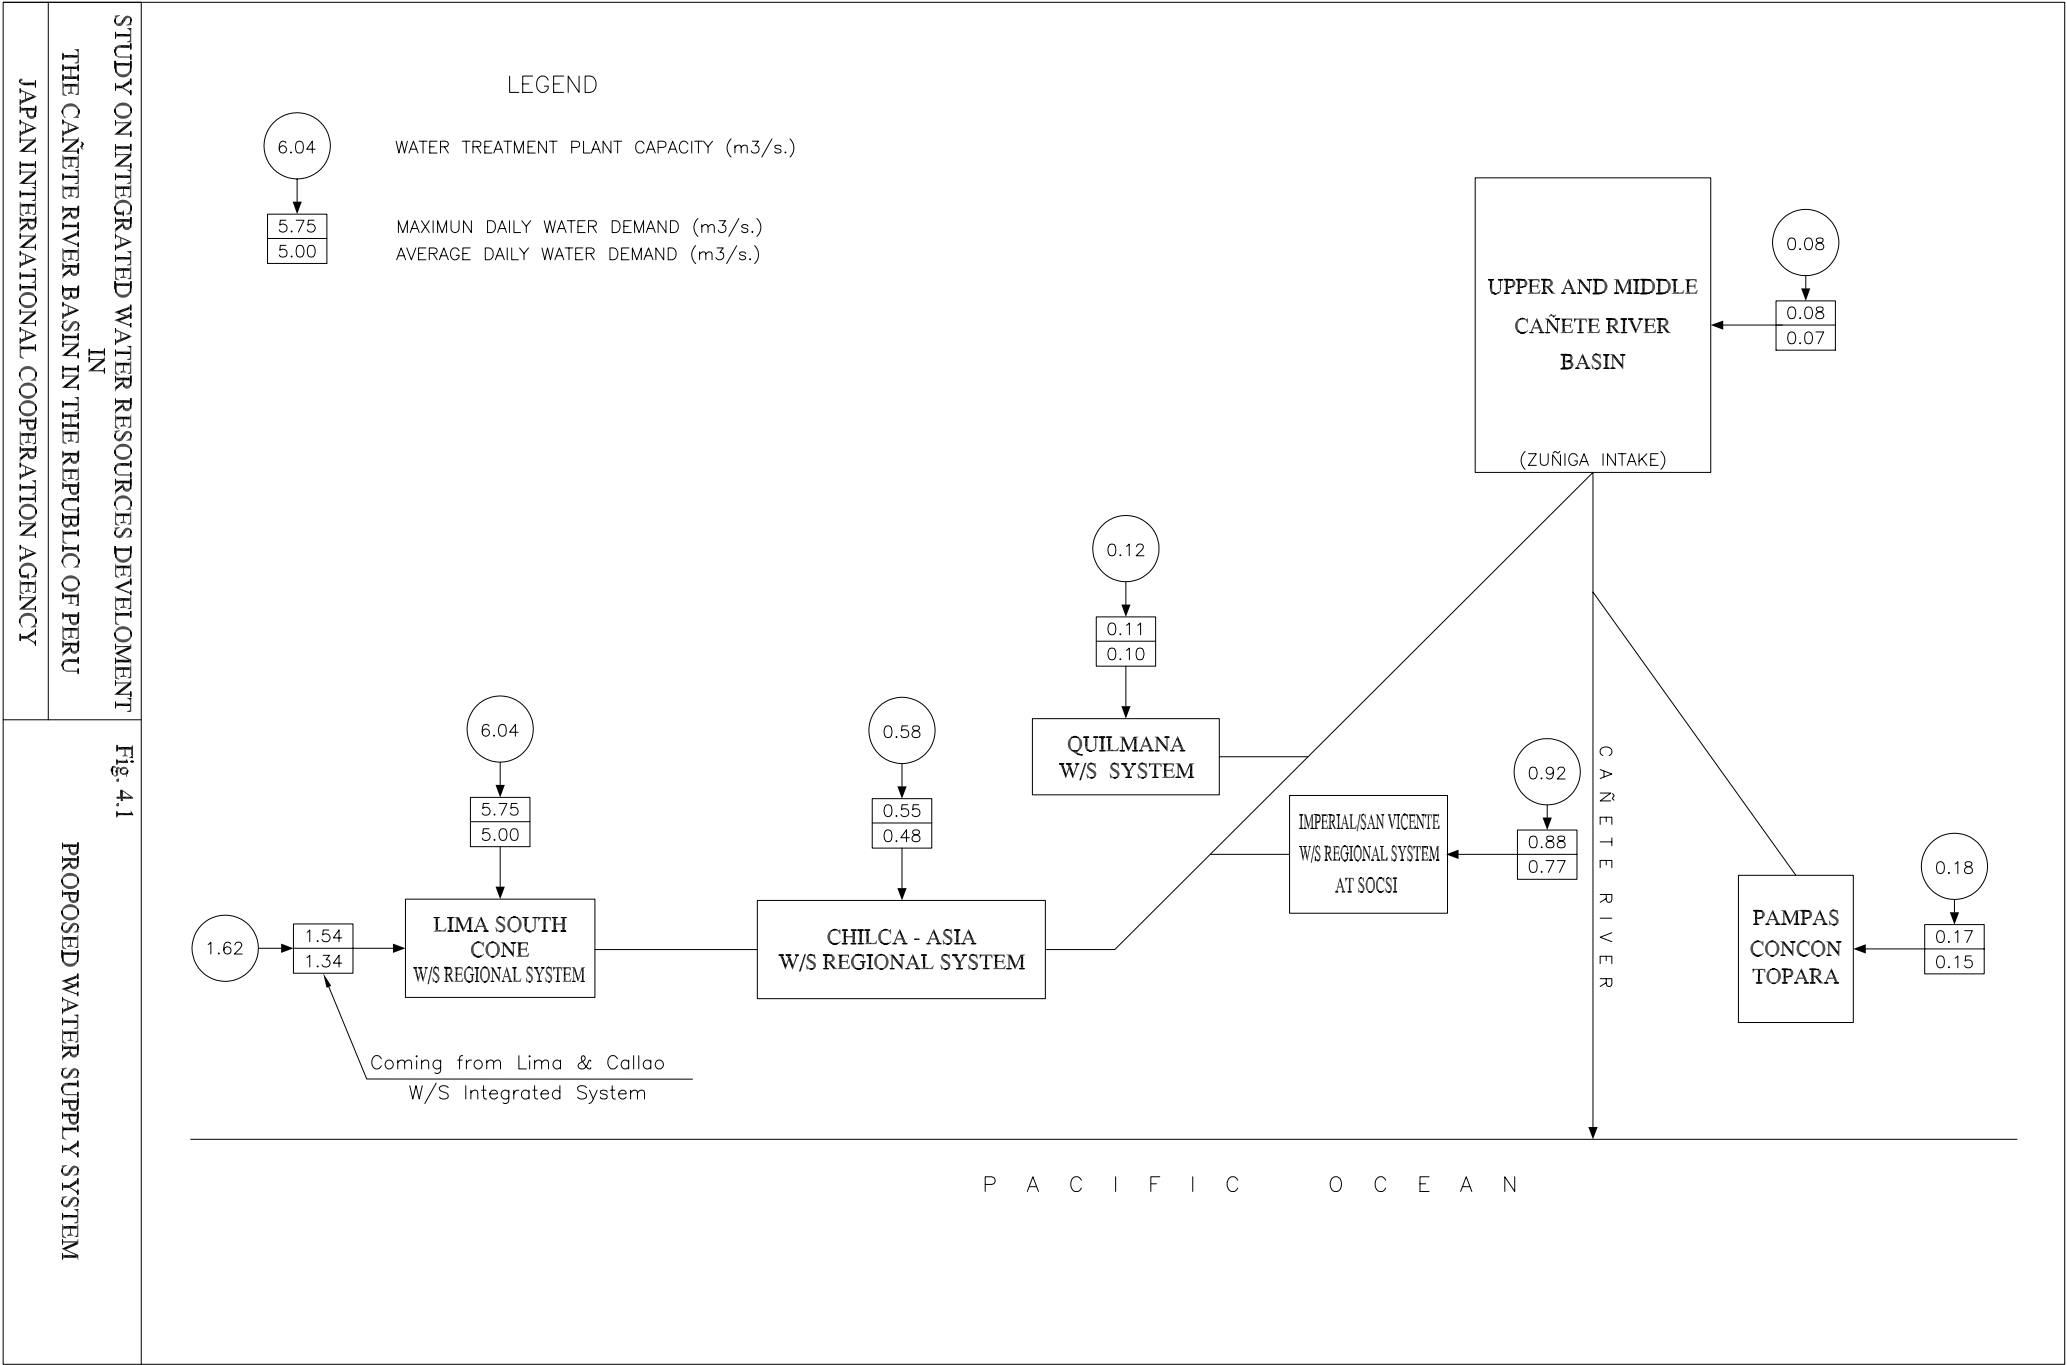 LEGEND
6.04
WATER TREATMENT PLANT CAPACITY (m3/s.)
5.75
MAXIMUN DAILY WATER DEMAND (m3/s.)
5.00
AVERAGE DAILY WATER DEMAND (m3/s.)
UPPER AND MIDDLE
CAÑETE RIVER
BASIN
(ZUÑIGA INTAKE)
0.08
0.08
0.07
0.12
0.11
0.10
QUILMANA
W/S SYSTEM
6.04
5.75
5.00
0.58
0.55
0.48
IMPERIAL/SAN VICENTE
W/S REGIONAL SYSTEM
AT SOCSI
0.92
0.88
0.77
CAÑETE RIVER
0.18
0.17
0.15
PAMPAS
CONCON
TOPARA
1.62
1.54
1.34
LIMA SOUTH
CONE
W/S REGIONAL SYSTEM
CHILCA - ASIA
W/S REGIONAL SYSTEM
Coming from Lima & Callao
W/S Integrated System
PACIFIC OCEAN
STUDY ON INTEGRATED WATER RESOURCES DEVELOMENT
IN
THE CAÑETE RIVER BASIN IN THE REPUBLIC OF PERU
JAPAN INTERNATIONAL COOPERATION AGENCY
Fig. 4.1
PROPOSED WATER SUPPLY SYSTEM